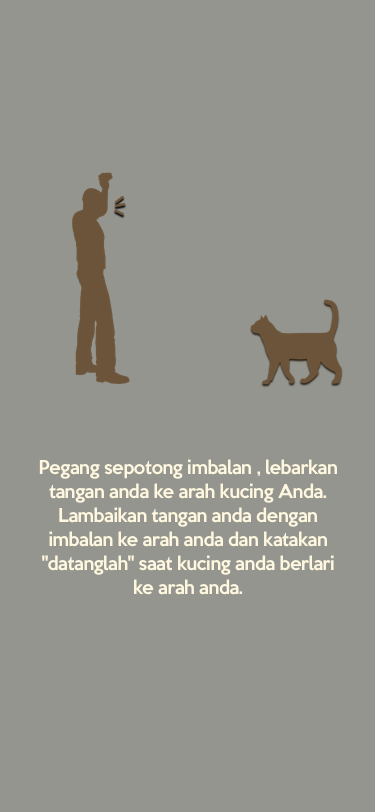 Pegang sepotong imbalan , lebarkan
tangan anda ke arah kucing Anda.
Lambaikan tangan anda dengan
imbalan ke arah anda dan katakan
"datanglah" saat kucing anda berlari
ke arah anda.